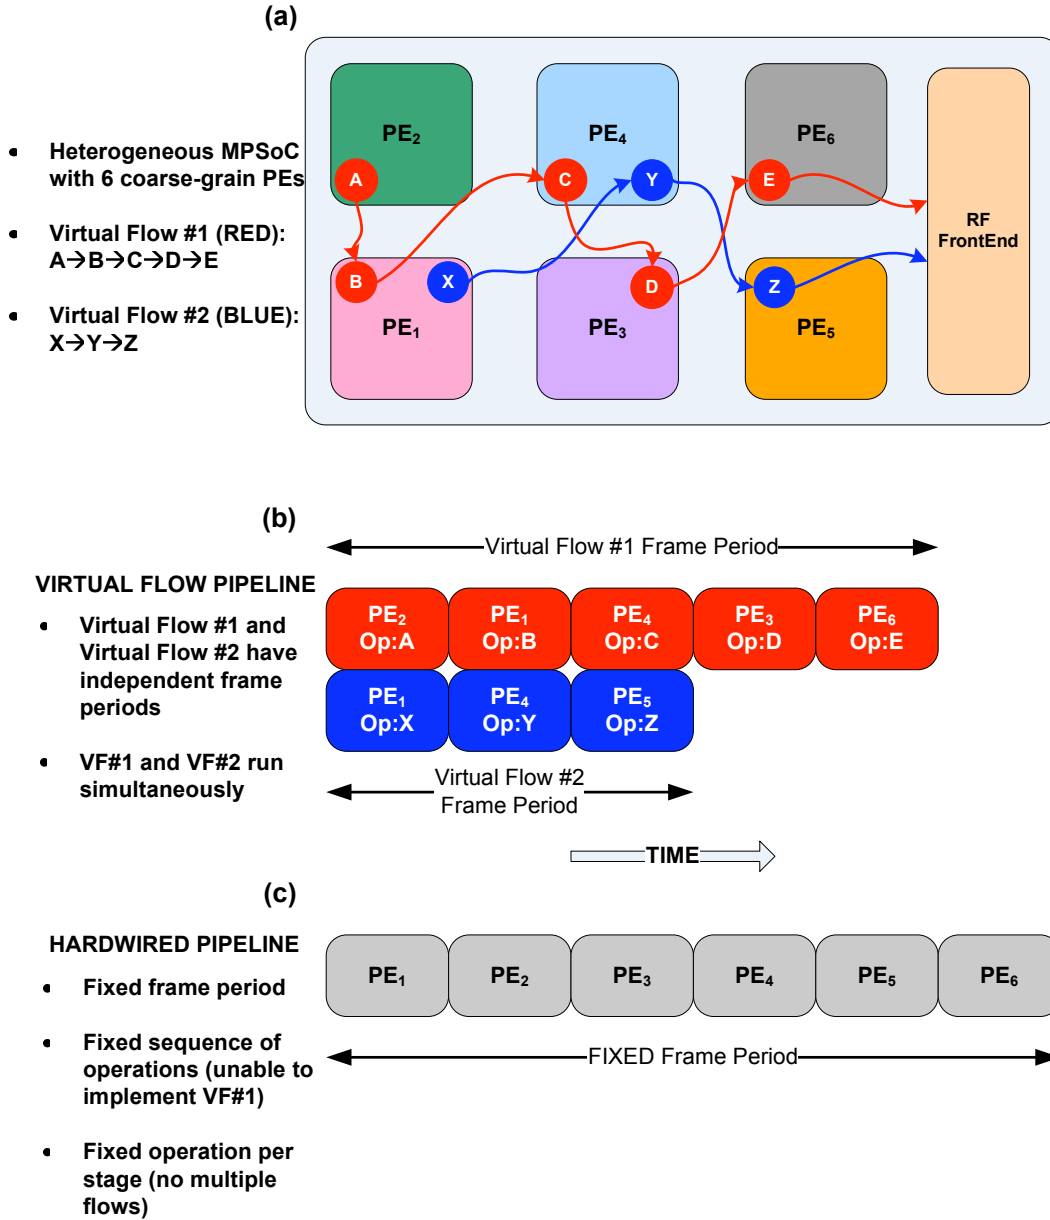 (a)
• Heterogeneous MPSoC
with 6 coarse-grain PEs
• Virtual Flow #1 (RED):
A→B→C→D→E
• Virtual Flow #2 (BLUE):
X→Y→Z
PE2
PE4
PE6
A
C
Y
E
RF
FrontEnd
B
X
D
Z
PE1
PE3
PE5
(b)
Virtual Flow #1 Frame Period
VIRTUAL FLOW PIPELINE
• Virtual Flow #1 and
Virtual Flow #2 have
independent frame
periods
• VF#1 and VF#2 run
simultaneously
PE2 PE1 PE4 PE3 PE6
Op:A Op:B Op:C Op:D Op:E
PE1 PE4 PE5
Op:X Op:Y Op:Z
Virtual Flow #2
Frame Period
TIME
(c)
HARDWIRED PIPELINE
• Fixed frame period
• Fixed sequence of
operations (unable to
implement VF#1)
• Fixed operation per
stage (no multiple
flows)
PE1 PE2 PE3 PE4 PE5 PE6
FIXED Frame Period